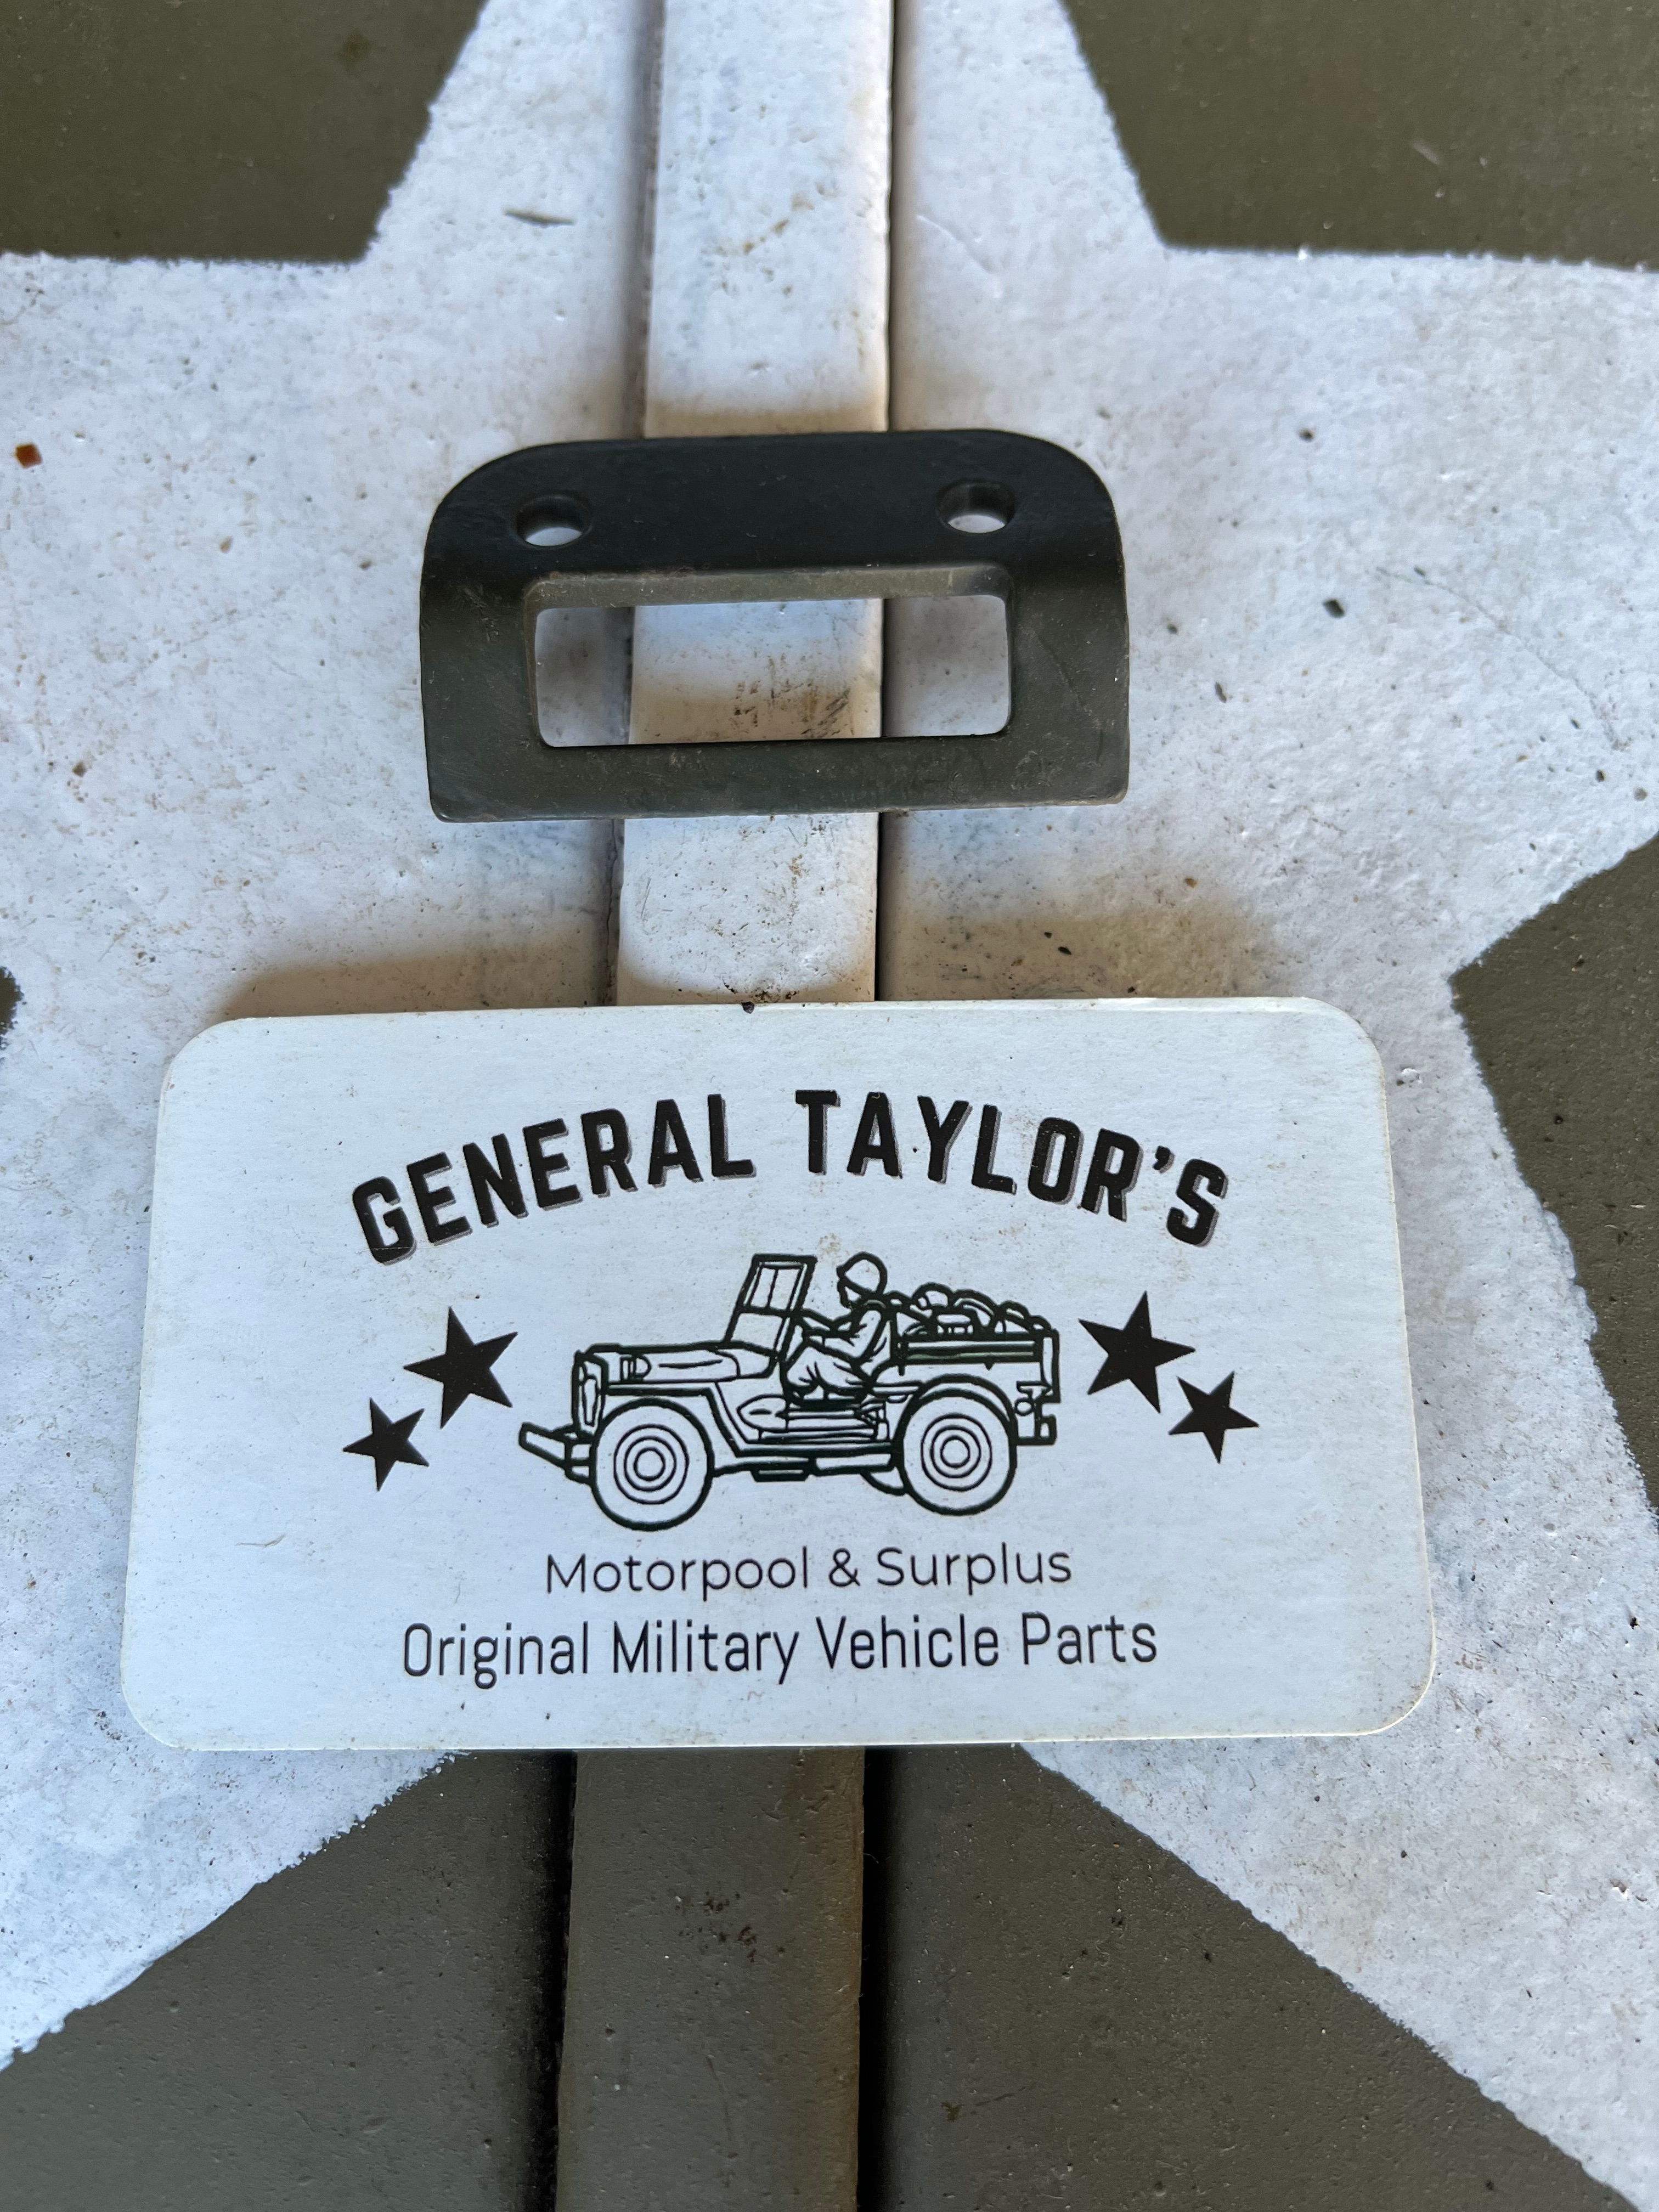 GENERAL TAYLOR'S
Motorpool & Surplus
Original Military Vehicle Parts